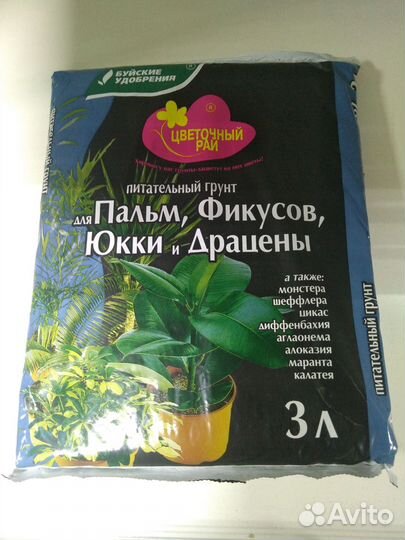 БУЙСКИЕ
УДОБРЕНИЯ®
®
ЦВЕТОЧНЫЙ
РАЙ
питательный грунт
для Пальм, Фикусов,
Юкки и Драцены
а также:
монстера
шеффлера
цикас
диффенбахия
аглаонема
алоказия
маранта
калатея
3 л
питательный грунт
Avito